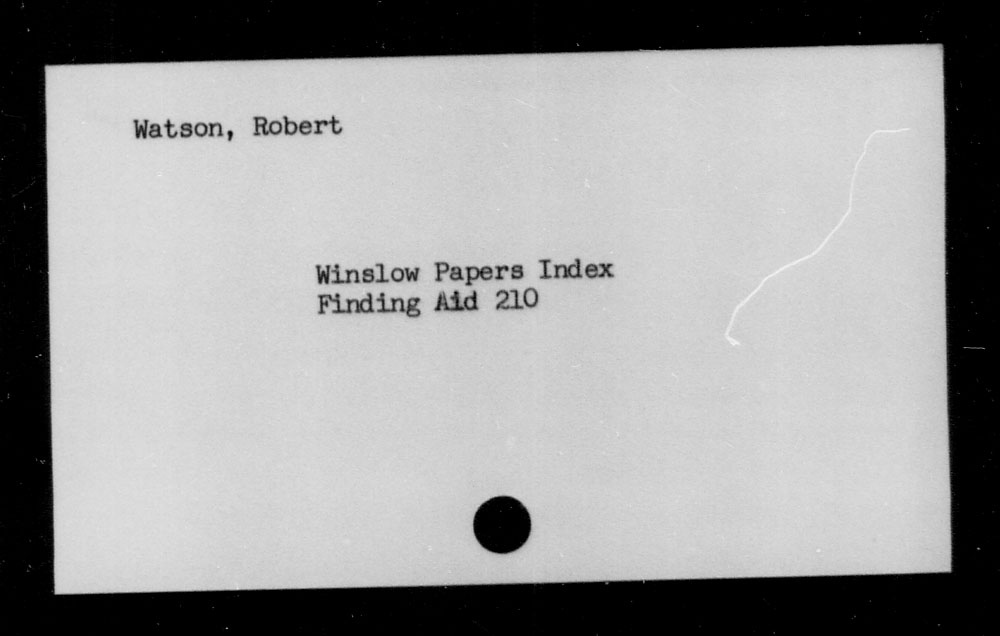 Watson, Robert
Winslow Papers Index
Finding Aid 210